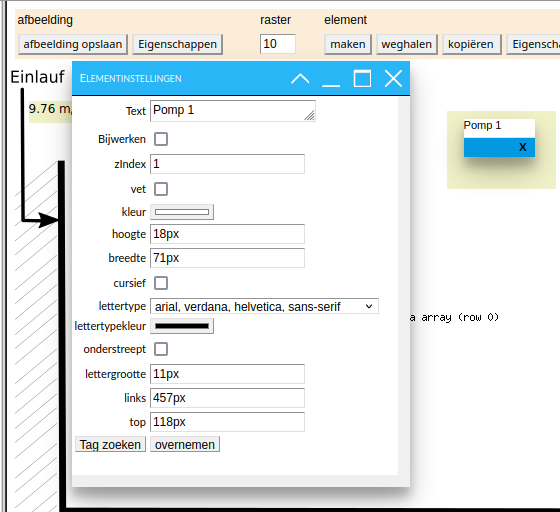 afbeelding raster element
afbeelding opslaan Eigenschappen 10 maken weghalen kopiëren
Einlauf
Elementinstellingen
9.76
Text Pomp 1
Pomp 1
Bijwerken
X
zIndex 1
vet
kleur
hoogte 18px
breedte 71px
cursief
lettertype arial, verdana, helvetica, sans-serif
a array (row 0)
lettertypekleur
onderstreept
lettergrootte 11px
links 457px
top 118px
Tag zoeken overnemen